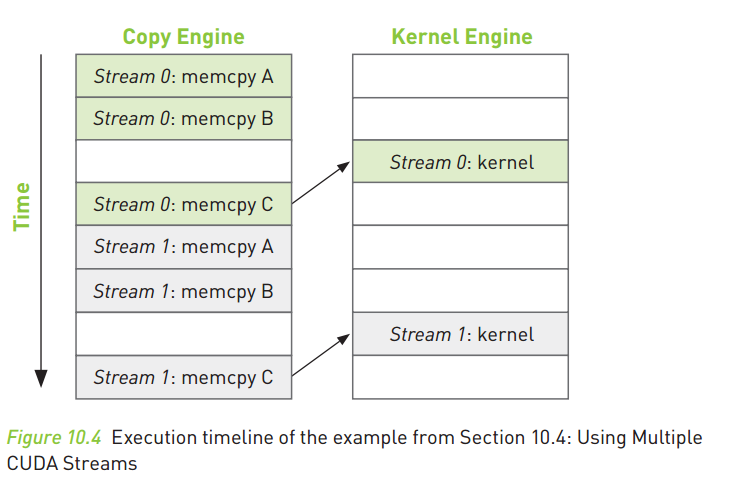 Copy Engine
Kernel Engine
Time
Stream 0: memcpy A
Stream 0: memcpy B
Stream 0: kernel
Stream 0: memcpy C
Stream 1: memcpy A
Stream 1: memcpy B
Stream 1: kernel
Stream 1: memcpy C
Figure 10.4 Execution timeline of the example from Section 10.4: Using Multiple
CUDA Streams